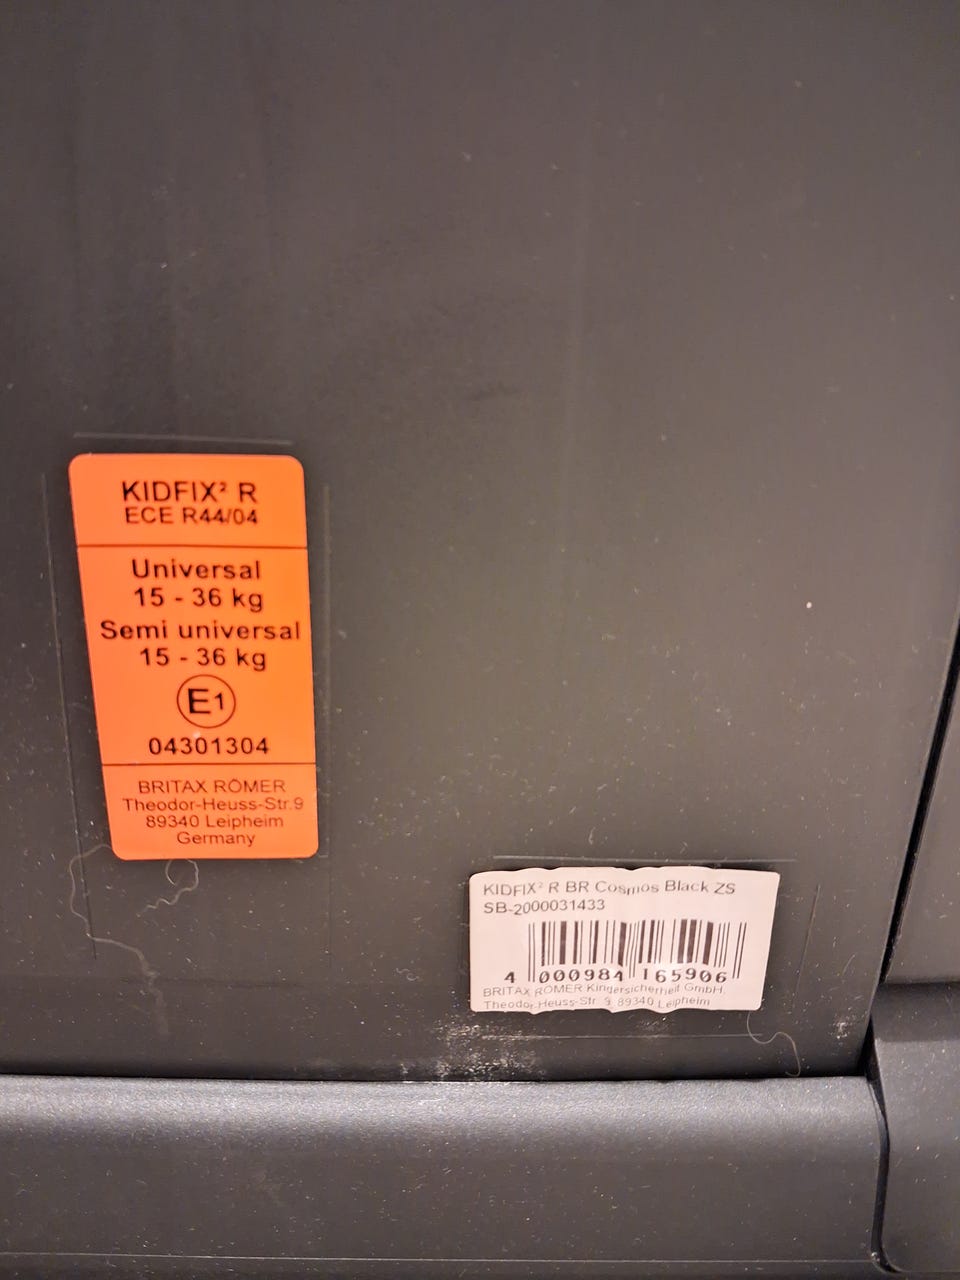 KIDFIX² R
ECE R44/04
Universal
15 - 36 kg
Semi universal
15 - 36 kg
E1
04301304
BRITAX RÖMER
Theodor-Heuss-Str.9
89340 Leipheim
Germany
KIDFIX² R BR Cosmos Black ZS
SB-2000031433
4 000984 165906
BRITAX RÖMER Kindersicherheit GmbH.
Theodor-Heuss-Str. 9, 89340 Leipheim